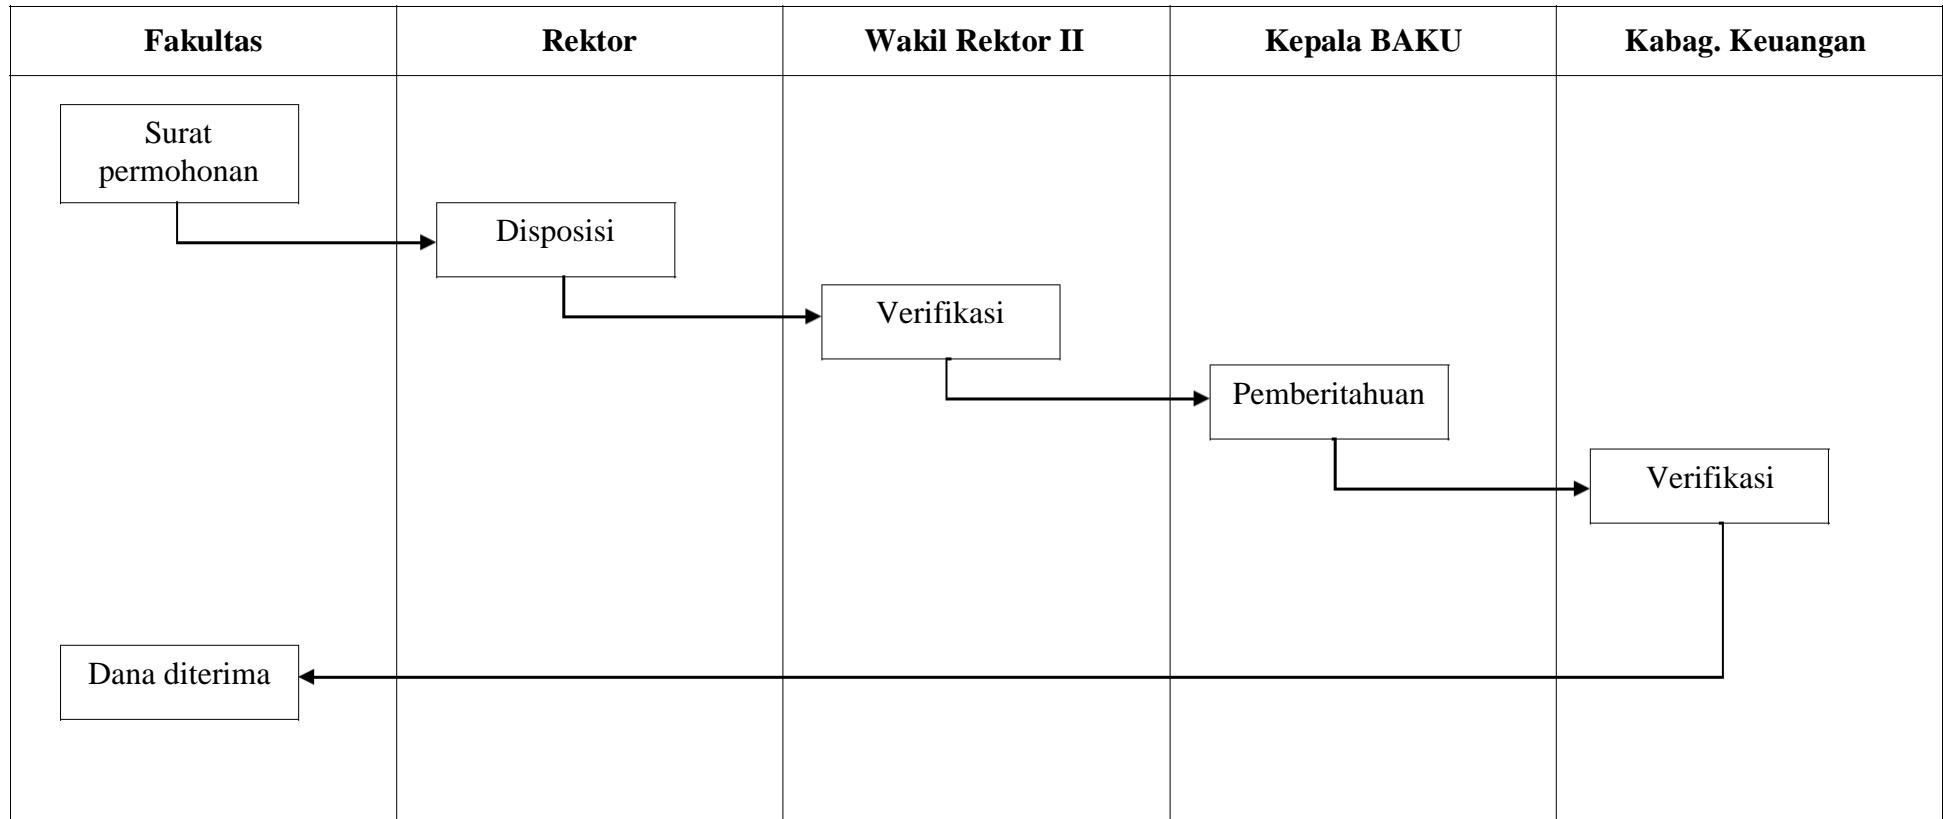 Fakultas
Rektor
Wakil Rektor II
Kepala BAKU
Kabag. Keuangan
Surat
permohonan
Disposisi
Verifikasi
Pemberitahuan
Verifikasi
Dana diterima